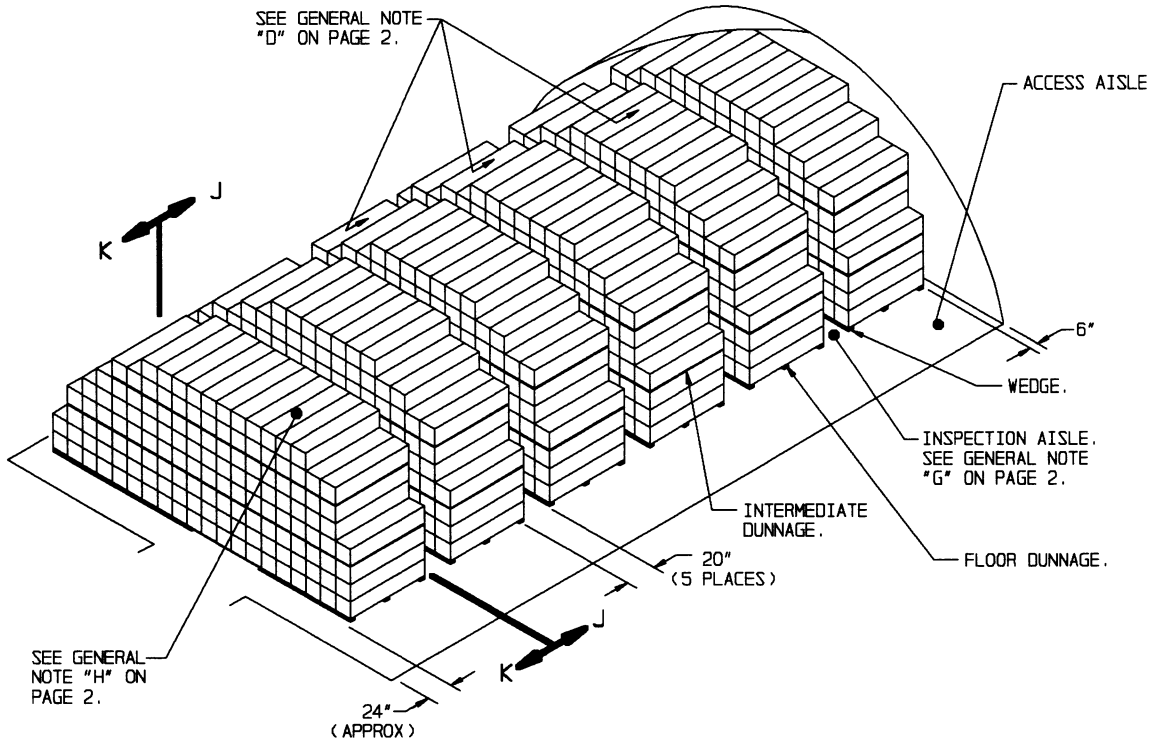 SEE GENERAL NOTE
"D" ON PAGE 2.
ACCESS AISLE
J
K
6"
WEDGE.
INSPECTION AISLE.
SEE GENERAL NOTE
"G" ON PAGE 2.
INTERMEDIATE
DUNNAGE.
20"
(5 PLACES)
FLOOR DUNNAGE.
J
K
SEE GENERAL
NOTE "H" ON
PAGE 2.
24"
(APPROX)